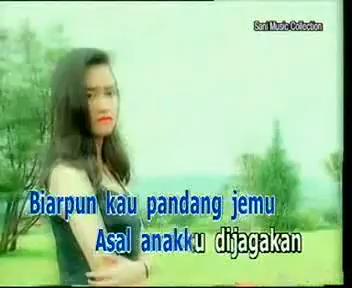 Sani Music Collection
Biarpun kau pandang jemu
Asal anakku dijagakan